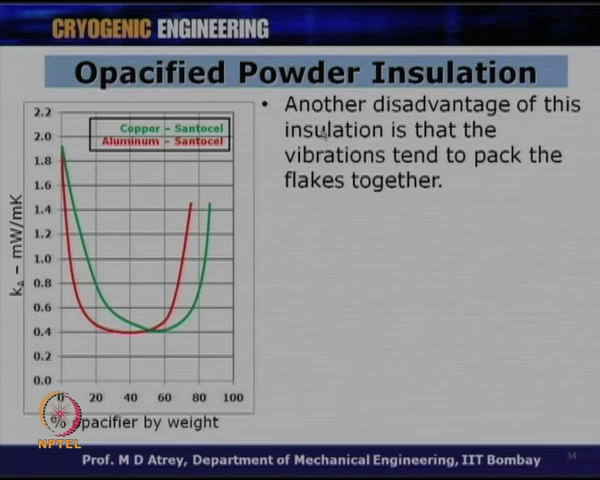 CRYOGENIC ENGINEERING
Opacified Powder Insulation
2.2
2.0
1.8
1.6
1.4
1.2
1.0
0.8
0.6
0.4
0.2
0.0
kA – mW/mK
Copper – Santocel
Aluminum – Santocel
0 20 40 60 80 100
% opacifier by weight
• Another disadvantage of this
insulation is that the
vibrations tend to pack the
flakes together.
NPTEL
Prof. M D Atrey, Department of Mechanical Engineering, IIT Bombay
34